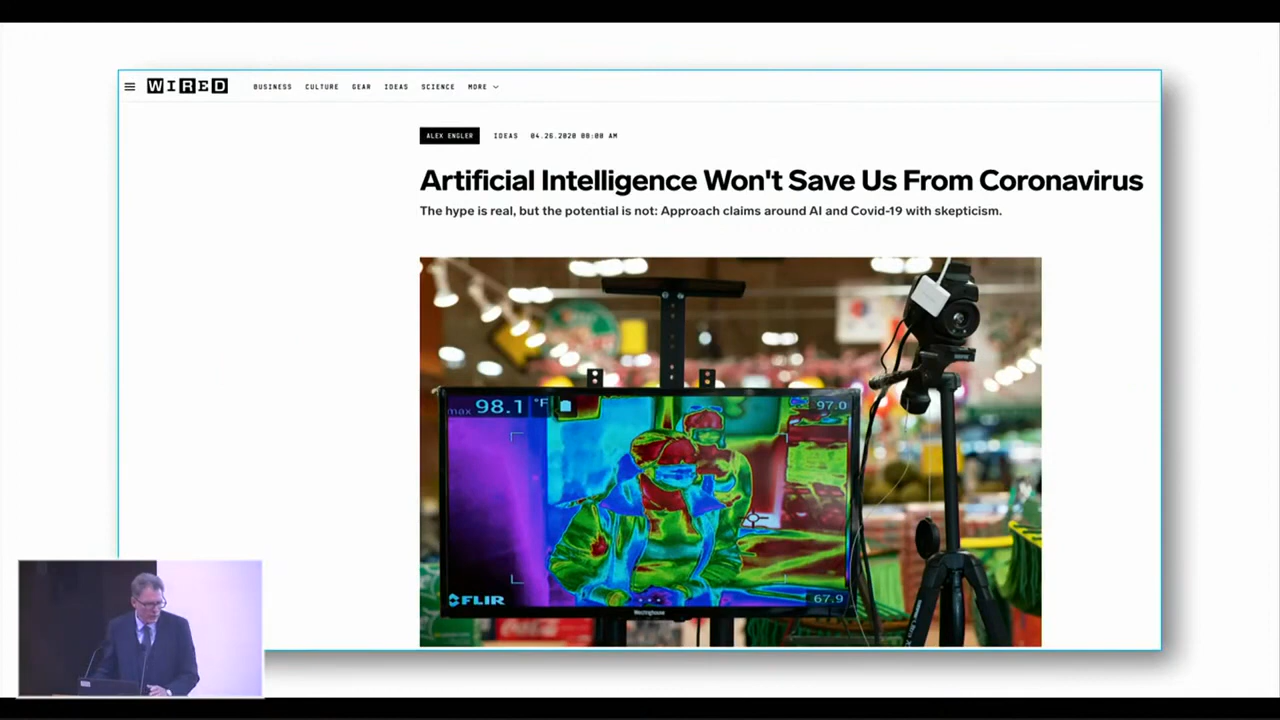 WIRED
BUSINESS CULTURE GEAR IDEAS SCIENCE MORE
ALEX ENGLER IDEAS 04.26.2020 08:00 AM
Artificial Intelligence Won't Save Us From Coronavirus
The hype is real, but the potential is not: Approach claims around AI and Covid-19 with skepticism.
max 98.1 °F 97.0
FLIR 67.9
Westinghouse